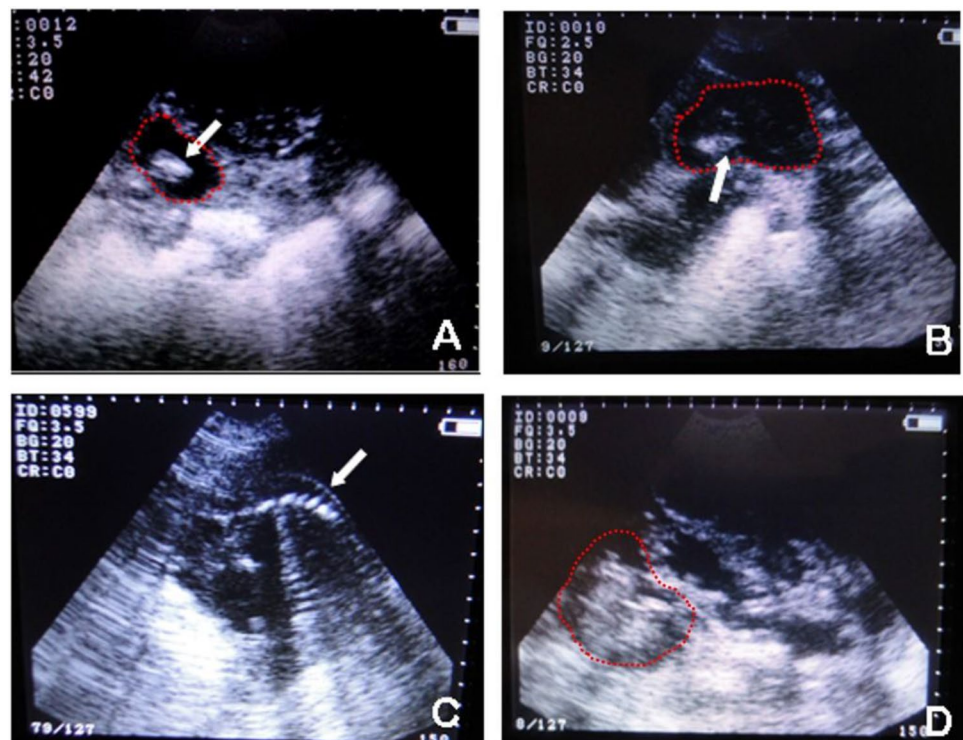 :0012
:3.5
:20
:42
:C0
160
A
ID:0010
FQ:2.5
BG:20
BT:34
CR:C0
9/127
B
ID:0599
FQ:3.5
BG:20
BT:34
CR:C0
79/127
150
C
ID:0009
FQ:3.5
BG:20
BT:34
CR:C0
8/127
150
D